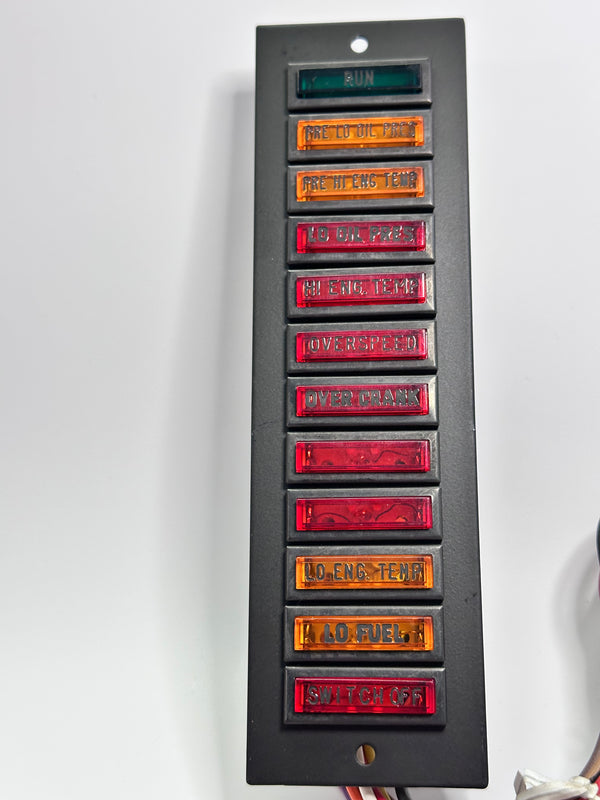 RUN
PRE LO OIL PRES
PRE HI ENG TEMP
LO OIL PRES
HI ENG. TEMP
OVERSPEED
OVER CRANK
LO. ENG. TEMP
LO FUEL
SWITCH OFF